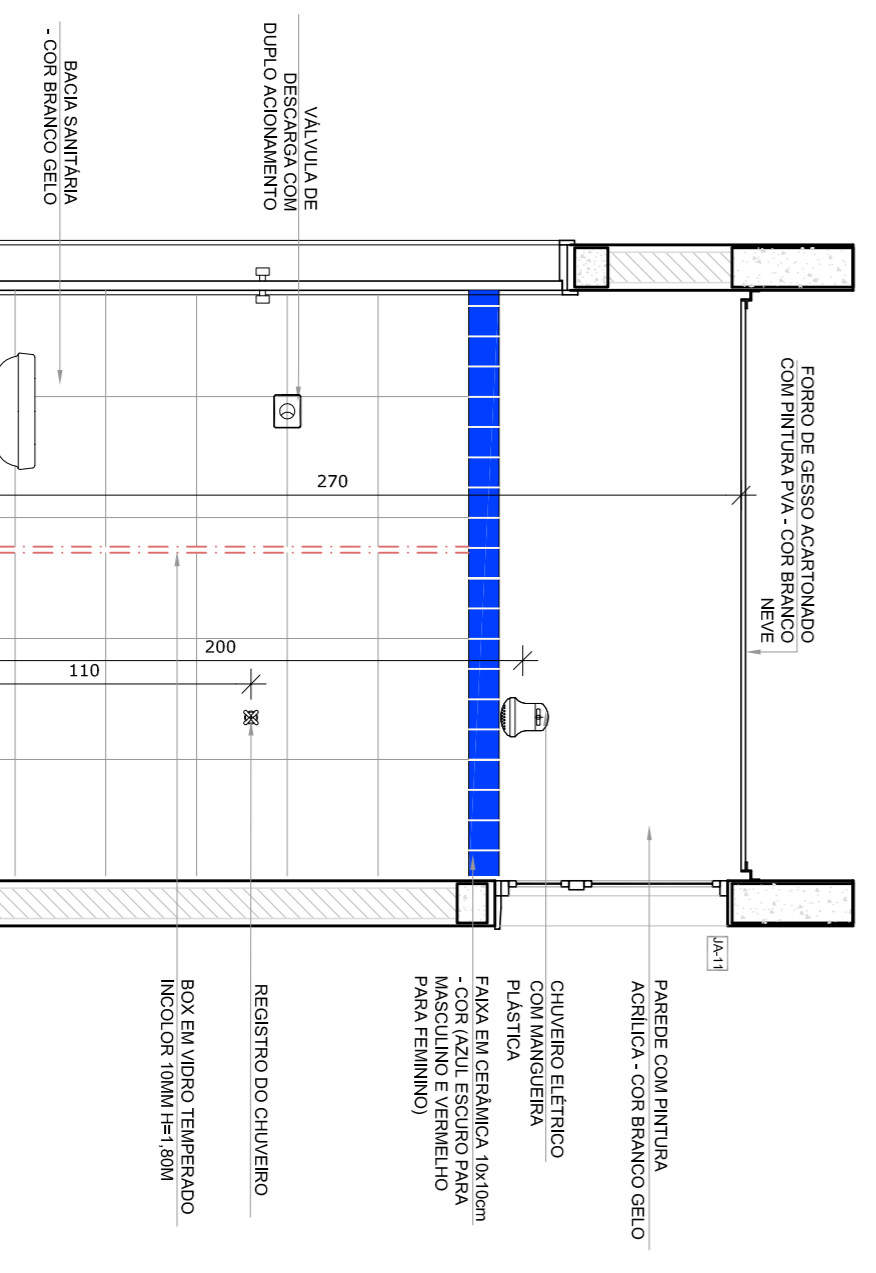 VÁLVULA DE
DESCARGA COM
DUPLO ACIONAMENTO
BACIA SANITÁRIA
- COR BRANCO GELO
FORRO DE GESSO ACARTONADO
COM PINTURA PVA - COR BRANCO
NEVE
270
200
110
JA-11
PAREDE COM PINTURA
ACRÍLICA - COR BRANCO GELO
CHUVEIRO ELÉTRICO
COM MANGUEIRA
PLÁSTICA
FAIXA EM CERÂMICA 10x10cm
- COR (AZUL ESCURO PARA
MASCULINO E VERMELHO
PARA FEMININO)
REGISTRO DO CHUVEIRO
BOX EM VIDRO TEMPERADO
INCOLOR 10MM H=1,80M